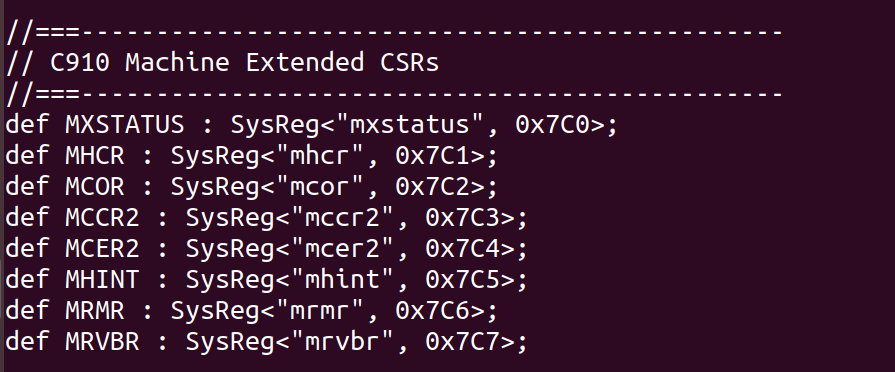 //===-----------------------------------------------
// C910 Machine Extended CSRs
//===-----------------------------------------------
def MXSTATUS : SysReg<"mxstatus", 0x7C0>;
def MHCR : SysReg<"mhcr", 0x7C1>;
def MCOR : SysReg<"mcor", 0x7C2>;
def MCCR2 : SysReg<"mccr2", 0x7C3>;
def MCER2 : SysReg<"mcer2", 0x7C4>;
def MHINT : SysReg<"mhint", 0x7C5>;
def MRMR : SysReg<"mrmr", 0x7C6>;
def MRVBR : SysReg<"mrvbr", 0x7C7>;